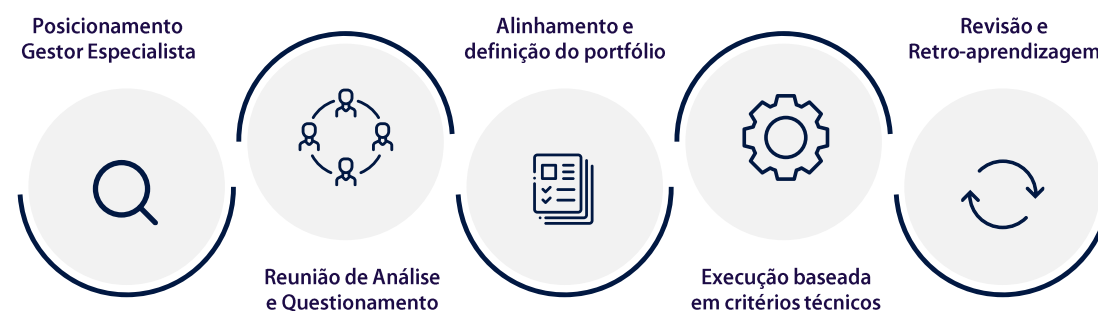 Posicionamento
Gestor Especialista
Reunião de Análise
e Questionamento
Alinhamento e
definição do portfólio
Execução baseada
em critérios técnicos
Revisão e
Retro-aprendizagem